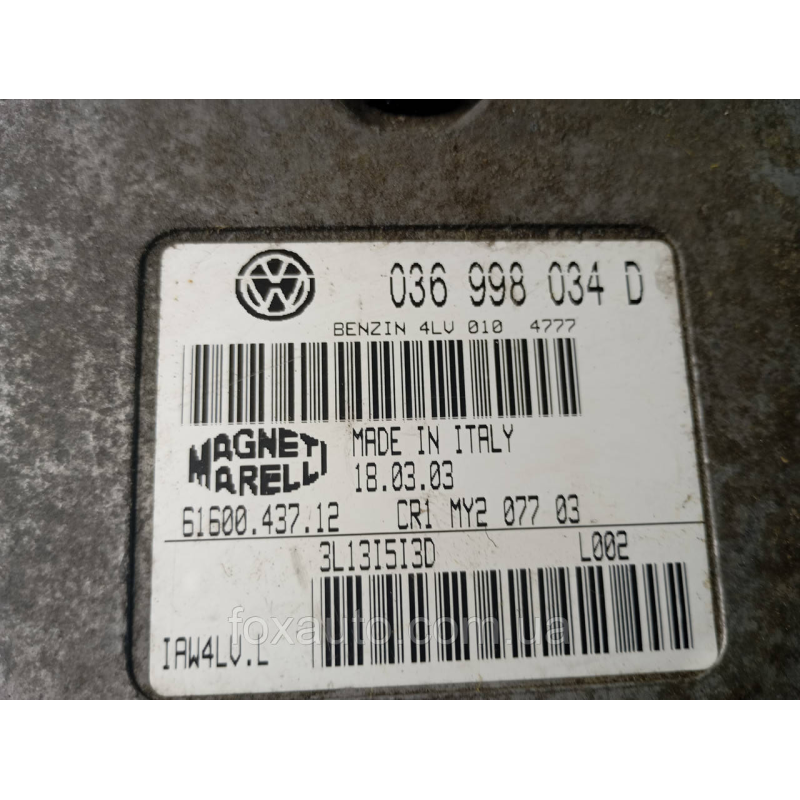 036 998 034 D
BENZIN 4LV 010 4777
MAGNETI MARELLI
MADE IN ITALY
18.03.03
61600.437.12 CR1 MY2 077 03
3L13I5I3D L002
IAW4LV.L
foxauto.com.ua